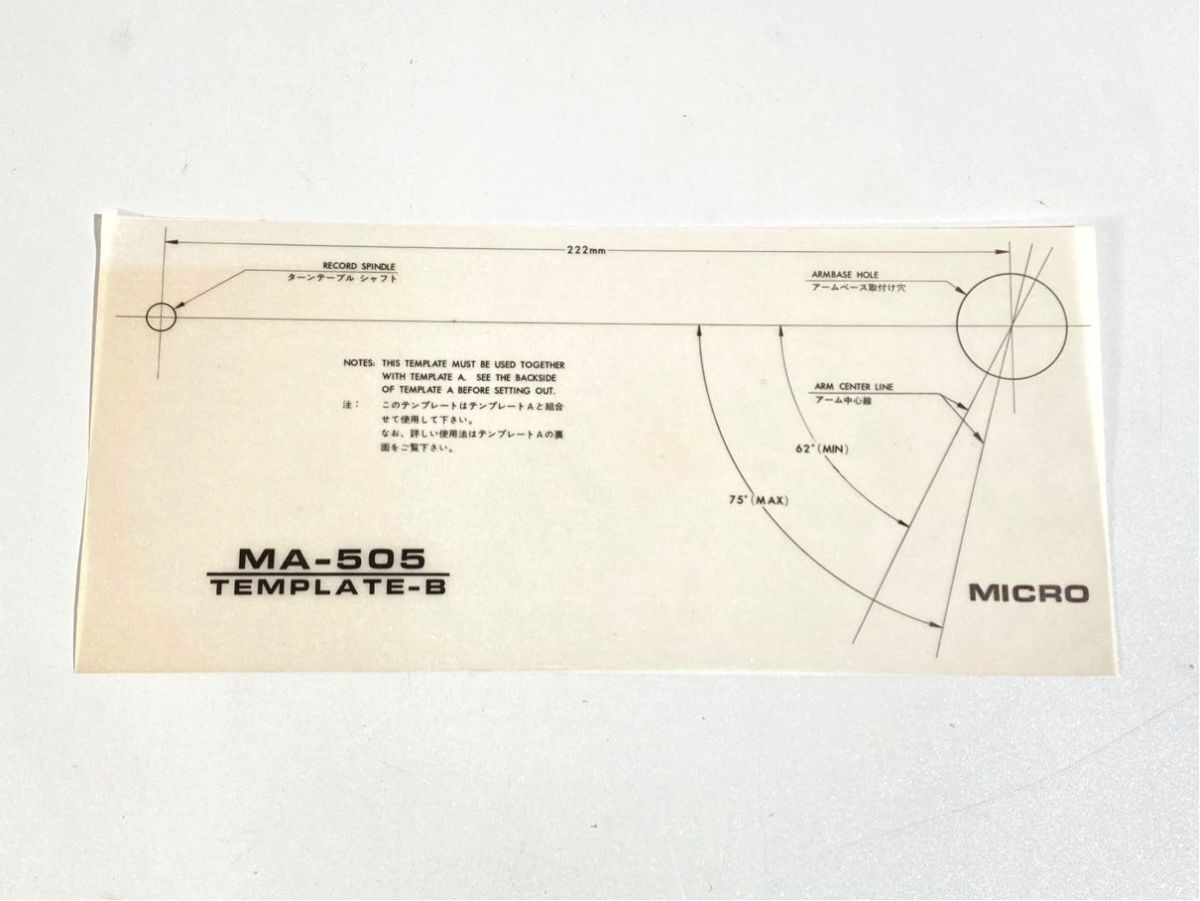 222mm
RECORD SPINDLE
ターンテーブル シャフト
ARMBASE HOLE
アームベース取付け穴
NOTES: THIS TEMPLATE MUST BE USED TOGETHER
WITH TEMPLATE A. SEE THE BACKSIDE
OF TEMPLATE A BEFORE SETTING OUT.
注： このテンプレートはテンプレートAと組合
せて使用して下さい。
なお、詳しい使用法はテンプレートAの裏
面をご覧下さい。
ARM CENTER LINE
アーム中心線
62°(MIN)
75°(MAX)
MA-505
TEMPLATE-B
MICRO